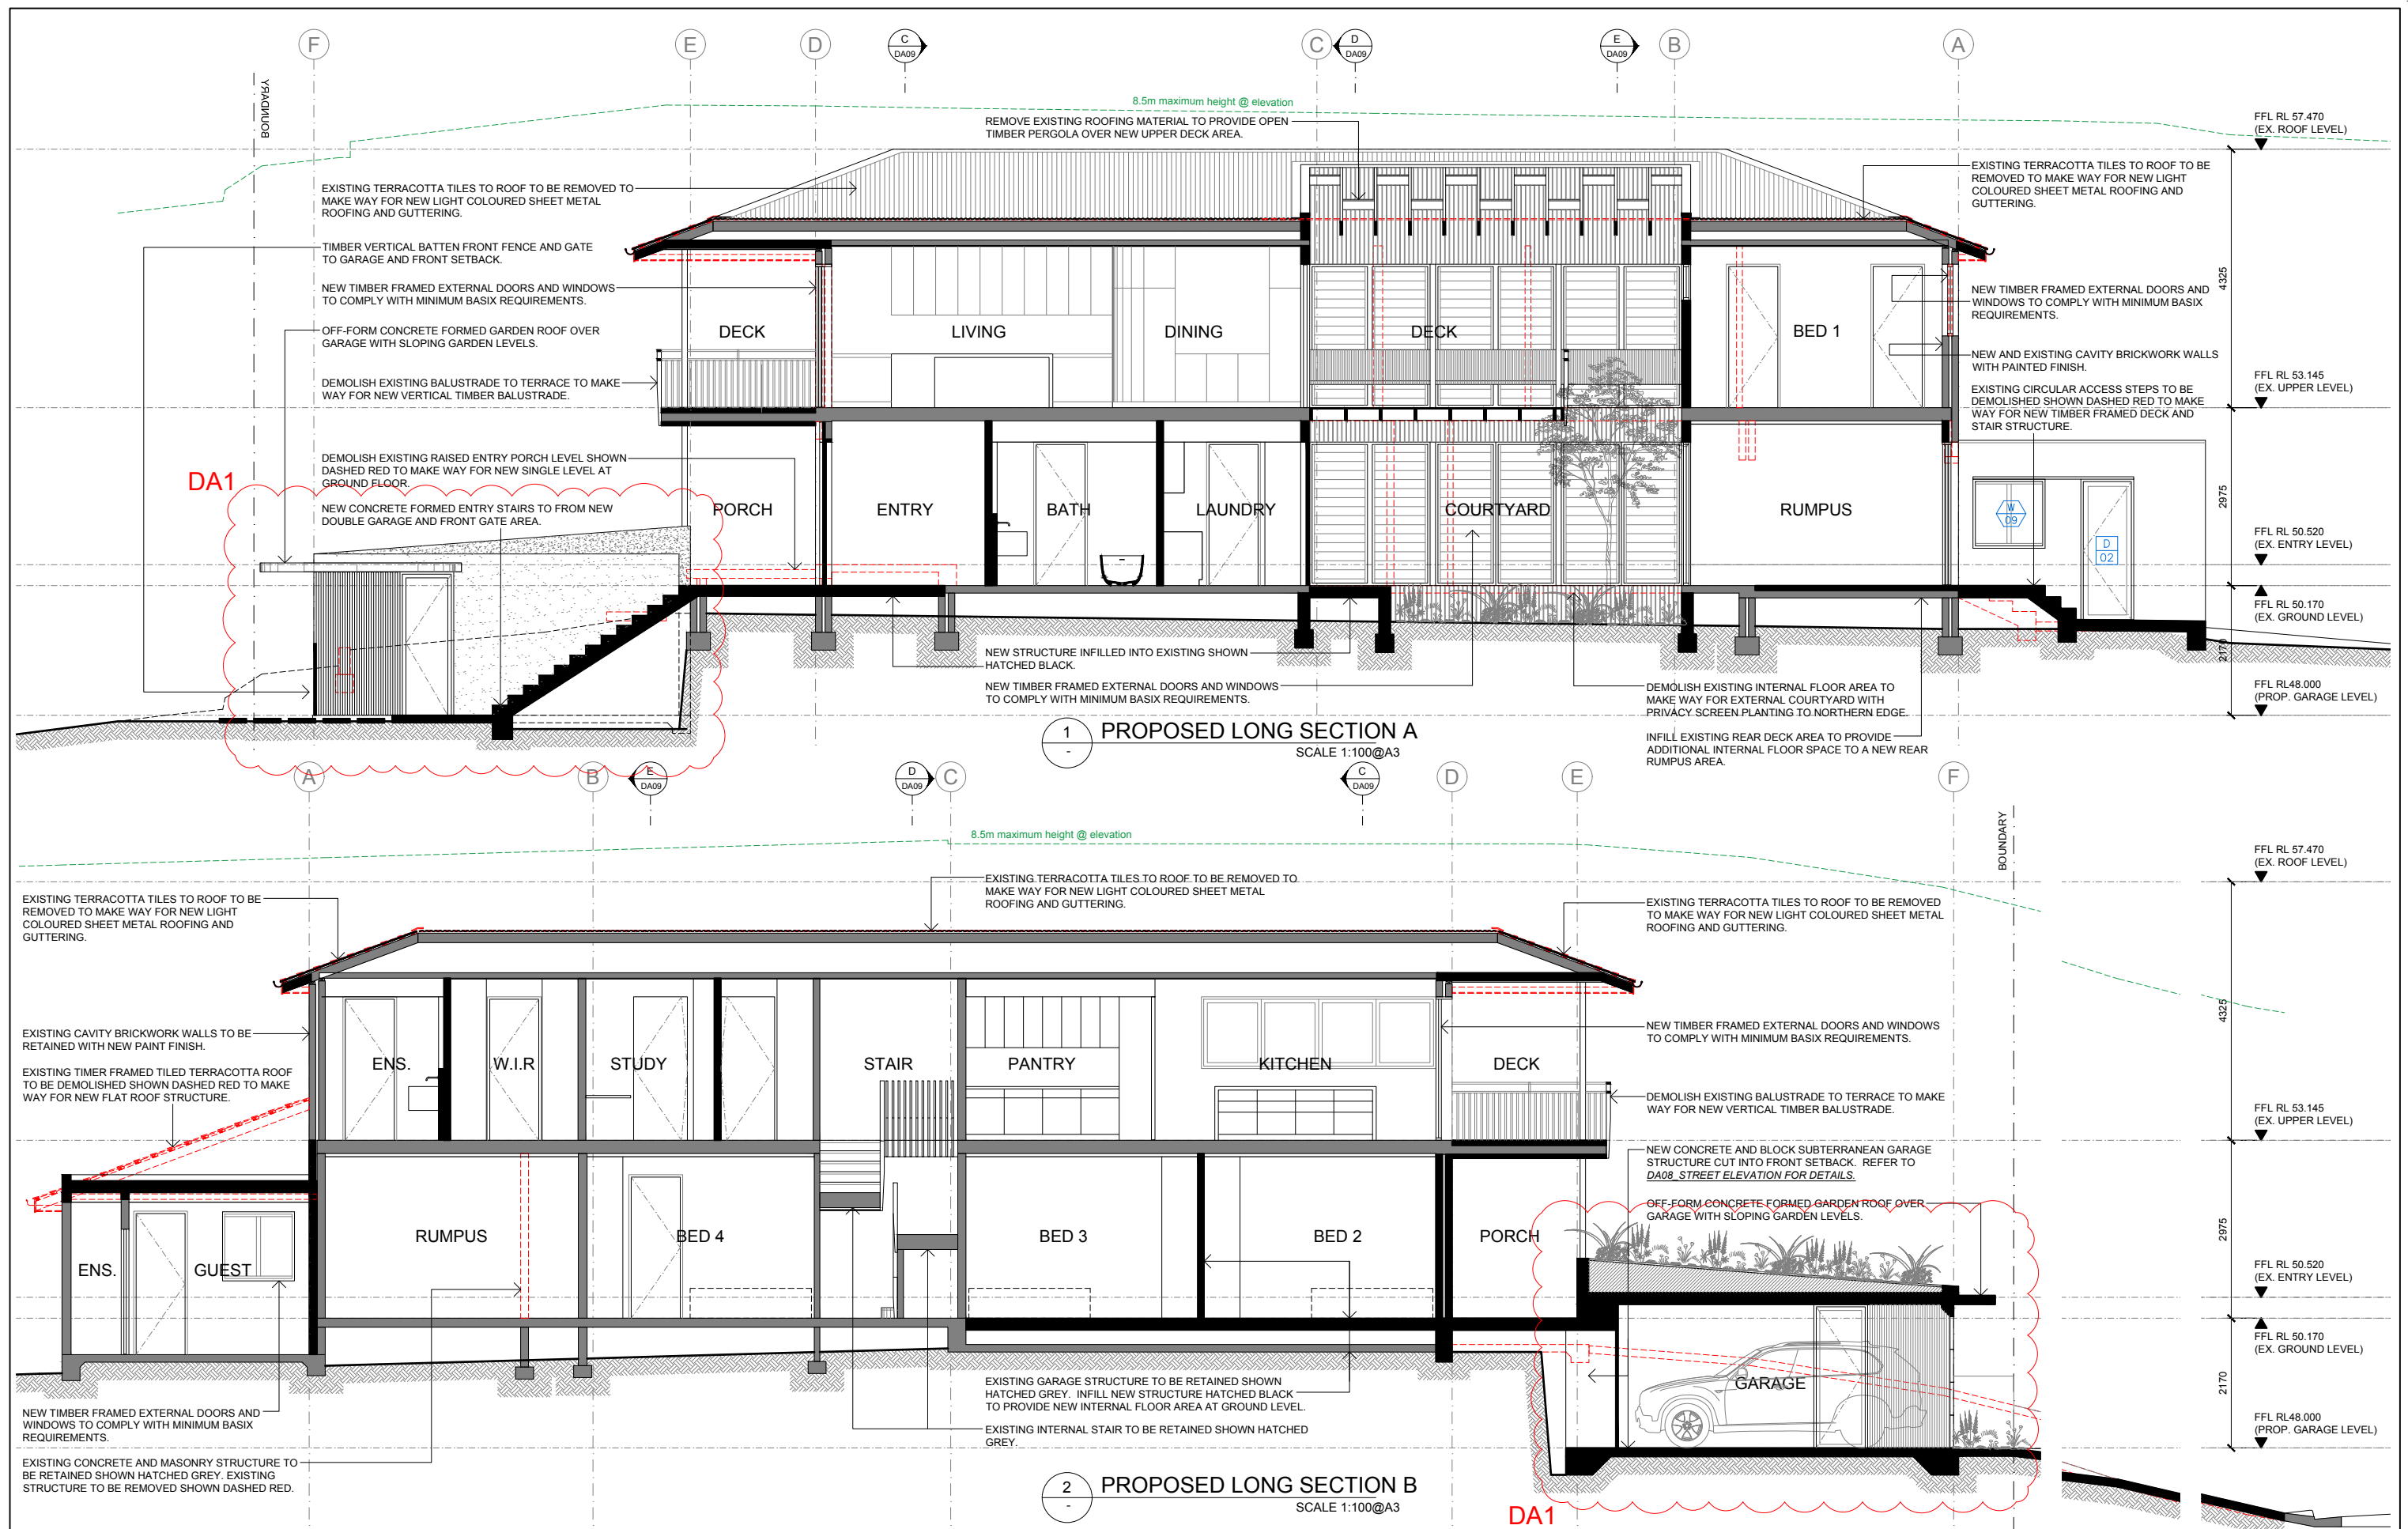 F
E
D
C
DA09
C
D
DA09
E
DA09
B
A
BOUNDARY
8.5m maximum height @ elevation
REMOVE EXISTING ROOFING MATERIAL TO PROVIDE OPEN
TIMBER PERGOLA OVER NEW UPPER DECK AREA.
FFL RL 57.470
(EX. ROOF LEVEL)
EXISTING TERRACOTTA TILES TO ROOF TO BE REMOVED TO
MAKE WAY FOR NEW LIGHT COLOURED SHEET METAL
ROOFING AND GUTTERING.
EXISTING TERRACOTTA TILES TO ROOF TO BE
REMOVED TO MAKE WAY FOR NEW LIGHT
COLOURED SHEET METAL ROOFING AND
GUTTERING.
TIMBER VERTICAL BATTEN FRONT FENCE AND GATE
TO GARAGE AND FRONT SETBACK.
NEW TIMBER FRAMED EXTERNAL DOORS AND WINDOWS
TO COMPLY WITH MINIMUM BASIX REQUIREMENTS.
4325
NEW TIMBER FRAMED EXTERNAL DOORS AND
WINDOWS TO COMPLY WITH MINIMUM BASIX
REQUIREMENTS.
OFF-FORM CONCRETE FORMED GARDEN ROOF OVER
GARAGE WITH SLOPING GARDEN LEVELS.
DECK
LIVING
DINING
DECK
BED 1
NEW AND EXISTING CAVITY BRICKWORK WALLS
WITH PAINTED FINISH.
DEMOLISH EXISTING BALUSTRADE TO TERRACE TO MAKE
WAY FOR NEW VERTICAL TIMBER BALUSTRADE.
FFL RL 53.145
(EX. UPPER LEVEL)
EXISTING CIRCULAR ACCESS STEPS TO BE
DEMOLISHED SHOWN DASHED RED TO MAKE
WAY FOR NEW TIMBER FRAMED DECK AND
STAIR STRUCTURE.
DEMOLISH EXISTING RAISED ENTRY PORCH LEVEL SHOWN
DASHED RED TO MAKE WAY FOR NEW SINGLE LEVEL AT
GROUND FLOOR.
DA1
NEW CONCRETE FORMED ENTRY STAIRS TO FROM NEW
DOUBLE GARAGE AND FRONT GATE AREA.
PORCH
ENTRY
BATH
LAUNDRY
COURTYARD
RUMPUS
W
09
D
02
2975
FFL RL 50.520
(EX. ENTRY LEVEL)
FFL RL 50.170
(EX. GROUND LEVEL)
2170
NEW STRUCTURE INFILLED INTO EXISTING SHOWN
HATCHED BLACK.
NEW TIMBER FRAMED EXTERNAL DOORS AND WINDOWS
TO COMPLY WITH MINIMUM BASIX REQUIREMENTS.
DEMOLISH EXISTING INTERNAL FLOOR AREA TO
MAKE WAY FOR EXTERNAL COURTYARD WITH
PRIVACY SCREEN PLANTING TO NORTHERN EDGE.
FFL RL48.000
(PROP. GARAGE LEVEL)
INFILL EXISTING REAR DECK AREA TO PROVIDE
ADDITIONAL INTERNAL FLOOR SPACE TO A NEW REAR
RUMPUS AREA.
1
-
PROPOSED LONG SECTION A
SCALE 1:100@A3
A
B
E
DA09
D
DA09
C
C
DA09
D
E
F
BOUNDARY
8.5m maximum height @ elevation
FFL RL 57.470
(EX. ROOF LEVEL)
EXISTING TERRACOTTA TILES TO ROOF TO BE REMOVED TO
MAKE WAY FOR NEW LIGHT COLOURED SHEET METAL
ROOFING AND GUTTERING.
EXISTING TERRACOTTA TILES TO ROOF TO BE
REMOVED TO MAKE WAY FOR NEW LIGHT
COLOURED SHEET METAL ROOFING AND
GUTTERING.
EXISTING TERRACOTTA TILES TO ROOF TO BE REMOVED
TO MAKE WAY FOR NEW LIGHT COLOURED SHEET METAL
ROOFING AND GUTTERING.
4325
EXISTING CAVITY BRICKWORK WALLS TO BE
RETAINED WITH NEW PAINT FINISH.
NEW TIMBER FRAMED EXTERNAL DOORS AND WINDOWS
TO COMPLY WITH MINIMUM BASIX REQUIREMENTS.
EXISTING TIMER FRAMED TILED TERRACOTTA ROOF
TO BE DEMOLISHED SHOWN DASHED RED TO MAKE
WAY FOR NEW FLAT ROOF STRUCTURE.
ENS.
W.I.R
STUDY
STAIR
PANTRY
KITCHEN
DECK
DEMOLISH EXISTING BALUSTRADE TO TERRACE TO MAKE
WAY FOR NEW VERTICAL TIMBER BALUSTRADE.
FFL RL 53.145
(EX. UPPER LEVEL)
NEW CONCRETE AND BLOCK SUBTERRANEAN GARAGE
STRUCTURE CUT INTO FRONT SETBACK. REFER TO
DA08_STREET ELEVATION FOR DETAILS.
OFF-FORM CONCRETE FORMED GARDEN ROOF OVER
GARAGE WITH SLOPING GARDEN LEVELS.
2975
ENS.
GUEST
RUMPUS
BED 4
BED 3
BED 2
PORCH
FFL RL 50.520
(EX. ENTRY LEVEL)
FFL RL 50.170
(EX. GROUND LEVEL)
2170
GARAGE
EXISTING GARAGE STRUCTURE TO BE RETAINED SHOWN
HATCHED GREY. INFILL NEW STRUCTURE HATCHED BLACK
TO PROVIDE NEW INTERNAL FLOOR AREA AT GROUND LEVEL.
EXISTING INTERNAL STAIR TO BE RETAINED SHOWN HATCHED
GREY.
NEW TIMBER FRAMED EXTERNAL DOORS AND
WINDOWS TO COMPLY WITH MINIMUM BASIX
REQUIREMENTS.
FFL RL48.000
(PROP. GARAGE LEVEL)
EXISTING CONCRETE AND MASONRY STRUCTURE TO
BE RETAINED SHOWN HATCHED GREY. EXISTING
STRUCTURE TO BE REMOVED SHOWN DASHED RED.
2
-
PROPOSED LONG SECTION B
SCALE 1:100@A3
DA1